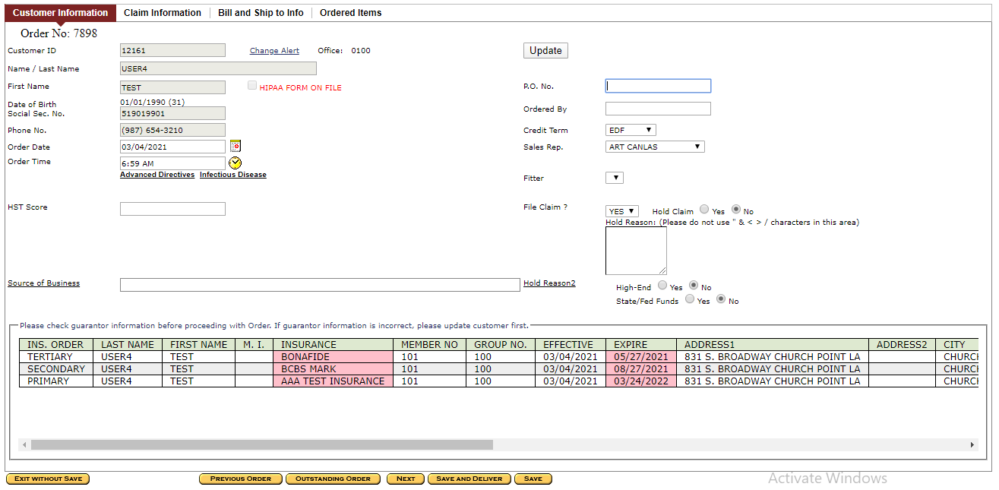 Customer Information Claim Information Bill and Ship to Info Ordered Items
Order No: 7898
Customer ID 12161 Change Alert Office: 0100 Update
Name / Last Name USER4
First Name TEST HIPAA FORM ON FILE P.O. No.
Date of Birth 01/01/1990 (31)
Social Sec. No. 519019901 Ordered By
Phone No. (987) 654-3210 Credit Term EDF
Order Date 03/04/2021 Sales Rep. ART CANLAS
Order Time 6:59 AM
Advanced Directives Infectious Disease
Fitter
HST Score File Claim ? YES Hold Claim Yes No
Hold Reason: (Please do not use " & < > / characters in this area)
Source of Business Hold Reason2
High-End Yes No
State/Fed Funds Yes No
Please check guarantor information before proceeding with Order. If guarantor information is incorrect, please update customer first.
INS. ORDER LAST NAME FIRST NAME M. I. INSURANCE MEMBER NO GROUP NO. EFFECTIVE EXPIRE ADDRESS1 ADDRESS2 CITY
TERTIARY USER4 TEST BONAFIDE 101 100 03/04/2021 05/27/2021 831 S. BROADWAY CHURCH POINT LA CHURCH
SECONDARY USER4 TEST BCBS MARK 101 100 03/04/2021 08/27/2021 831 S. BROADWAY CHURCH POINT LA CHURCH
PRIMARY USER4 TEST AAA TEST INSURANCE 101 100 03/04/2021 03/24/2022 831 S. BROADWAY CHURCH POINT LA CHURCH
EXIT WITHOUT SAVE PREVIOUS ORDER OUTSTANDING ORDER NEXT SAVE AND DELIVER SAVE Activate Windows